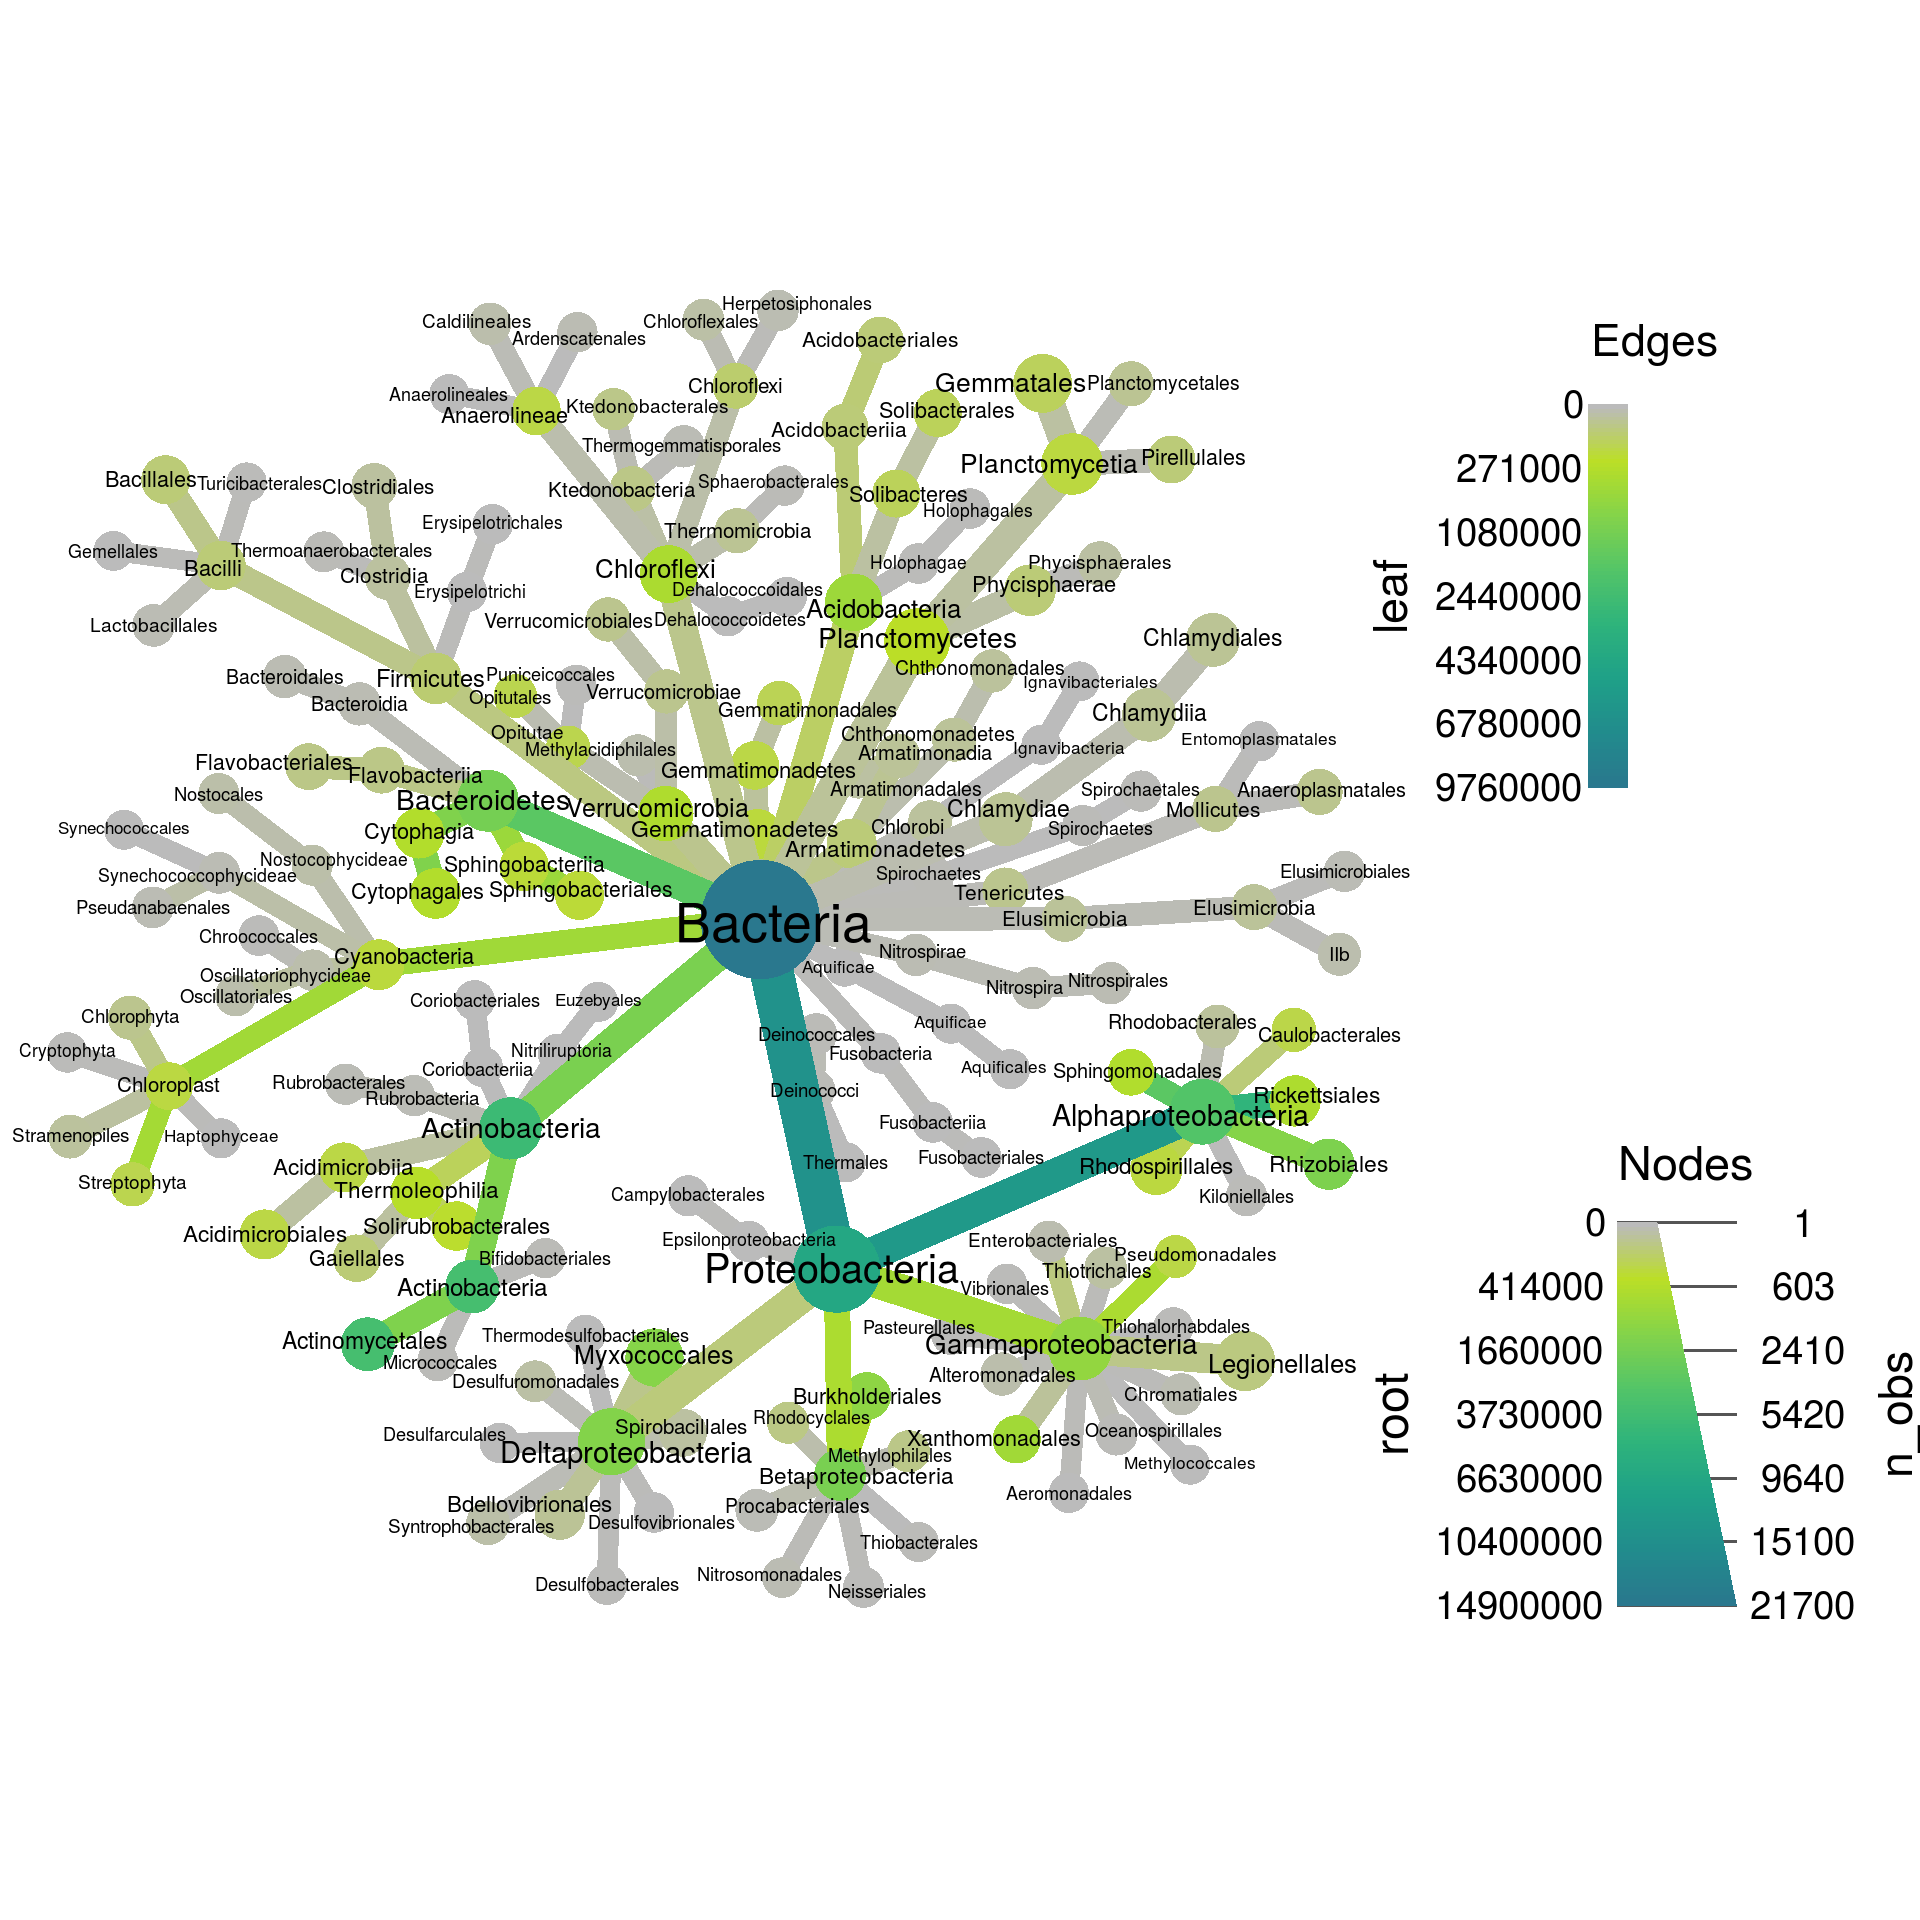 Herpetosiphonales
Caldilineales
Chloroflexales
Ardenscatenales
Acidobacteriales
Anaerolineales
Chloroflexi
Gemmatales
Planctomycetales
Anaerolineae
Ktedonobacterales
Solibacterales
Acidobacteriia
Thermogemmatisporales
Planctomycetia
Pirellulales
Bacillales
Turicibacterales
Clostridiales
Ktedonobacteria
Sphaerobacterales
Solibacteres
Holophagales
Erysipelotrichales
Thermomicrobia
Gemellales
Thermoanaerobacterales
Bacilli
Clostridia
Chloroflexi
Holophagae
Phycisphaerales
Erysipelotrichi
Dehalococcoidales
Phycisphaerae
Acidobacteria
Lactobacillales
Verrucomicrobiales
Dehalococcoidetes
Planctomycetes
Chlamydiales
Bacteroidales
Firmicutes
Puniceicoccales
Chthonomonadales
Ignavibacteriales
Bacteroidia
Opitutales
Verrucomicrobiae
Gemmatimonadales
Chlamydiia
Opitutae
Methylacidiphilales
Chthonomonadetes
Armatimonadia
Ignavibacteria
Entomoplasmatales
Flavobacteriales
Flavobacteriia
Gemmatimonadetes
Nostocales
Bacteroidetes
Verrucomicrobia
Armatimonadales
Chlamydiae
Spirochaetales
Mollicutes
Anaeroplasmatales
Synechococcales
Cytophagia
Gemmatimonadetes
Chlorobi
Spirochaetes
Nostocophycideae
Sphingobacteriia
Armatimonadetes
Synechococcophycideae
Cytophagales
Sphingobacteriales
Spirochaetes
Tenericutes
Elusimicrobiales
Pseudanabaenales
Bacteria
Elusimicrobia
Elusimicrobia
Chroococcales
Cyanobacteria
Nitrospirae
IIb
Oscillatoriophycideae
Aquificae
Nitrospira
Nitrospirales
Oscillatoriales
Coriobacteriales
Euzebyales
Chlorophyta
Deinococcales
Aquificae
Rhodobacterales
Caulobacterales
Cryptophyta
Nitriliruptoria
Fusobacteria
Chloroplast
Rubrobacterales
Coriobacteriia
Aquificales
Sphingomonadales
Rubrobacteria
Deinococci
Rickettsiales
Stramenopiles
Haptophyceae
Actinobacteria
Fusobacteriia
Alphaproteobacteria
Streptophyta
Acidimicrobiia
Thermales
Fusobacteriales
Rhodospirillales
Rhizobiales
Thermoleophilia
Campylobacterales
Kiloniellales
Acidimicrobiales
Solirubrobacterales
Epsilonproteobacteria
Enterobacteriales
Gaiellales
Bifidobacteriales
Proteobacteria
Thiotrichales
Pseudomonadales
Actinobacteria
Vibrionales
Actinomycetales
Thermodesulfobacteriales
Pasteurellales
Thiohalorhabdales
Micrococcales
Myxococcales
Gammaproteobacteria
Legionellales
Desulfuromonadales
Burkholderiales
Alteromonadales
Chromatiales
Desulfarculales
Spirobacillales
Rhodocyclales
Xanthomonadales
Oceanospirillales
Deltaproteobacteria
Methylophilales
Betaproteobacteria
Methylococcales
Bdellovibrionales
Procabacteriales
Aeromonadales
Syntrophobacterales
Desulfovibrionales
Thiobacterales
Desulfobacterales
Nitrosomonadales
Neisseriales
Edges
leaf
0
271000
1080000
2440000
4340000
6780000
9760000
Nodes
root
n_obs
0 1
414000 603
1660000 2410
3730000 5420
6630000 9640
10400000 15100
14900000 21700